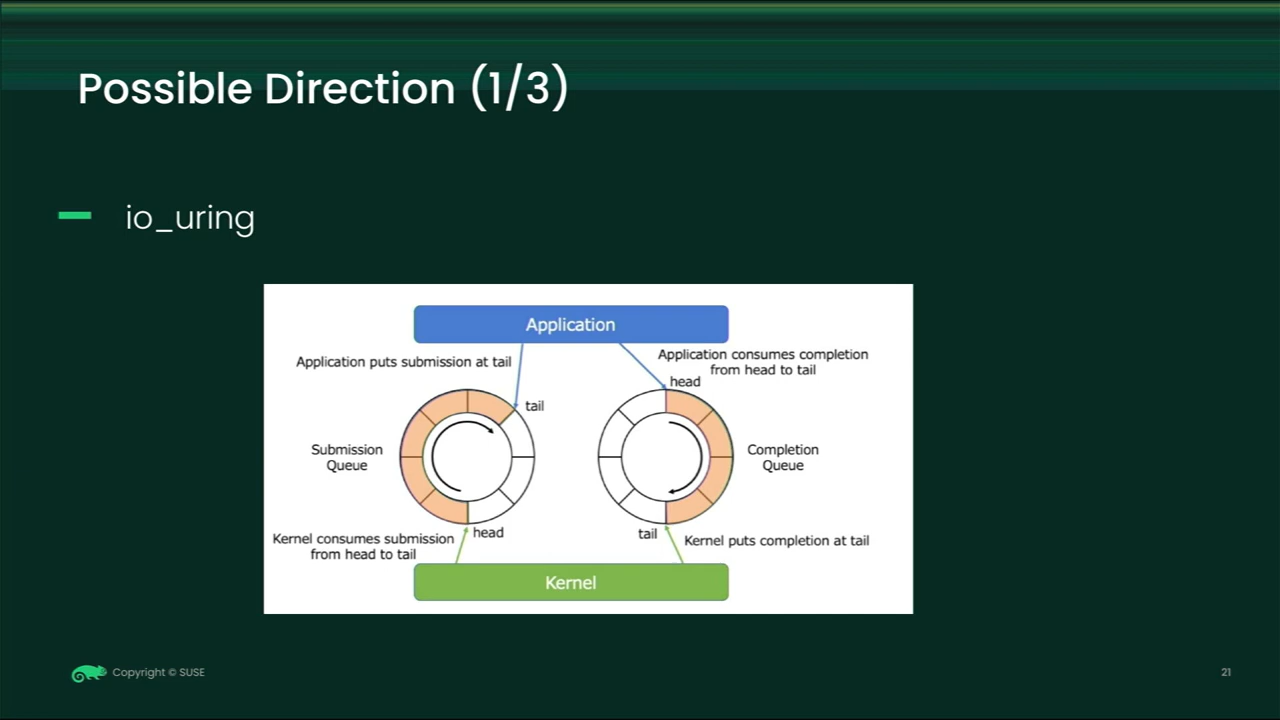 Possible Direction (1/3)
io_uring
Application
Application puts submission at tail
Application consumes completion
from head to tail
head
tail
Submission
Queue
Completion
Queue
head
tail
Kernel consumes submission
from head to tail
Kernel puts completion at tail
Kernel
Copyright © SUSE
21